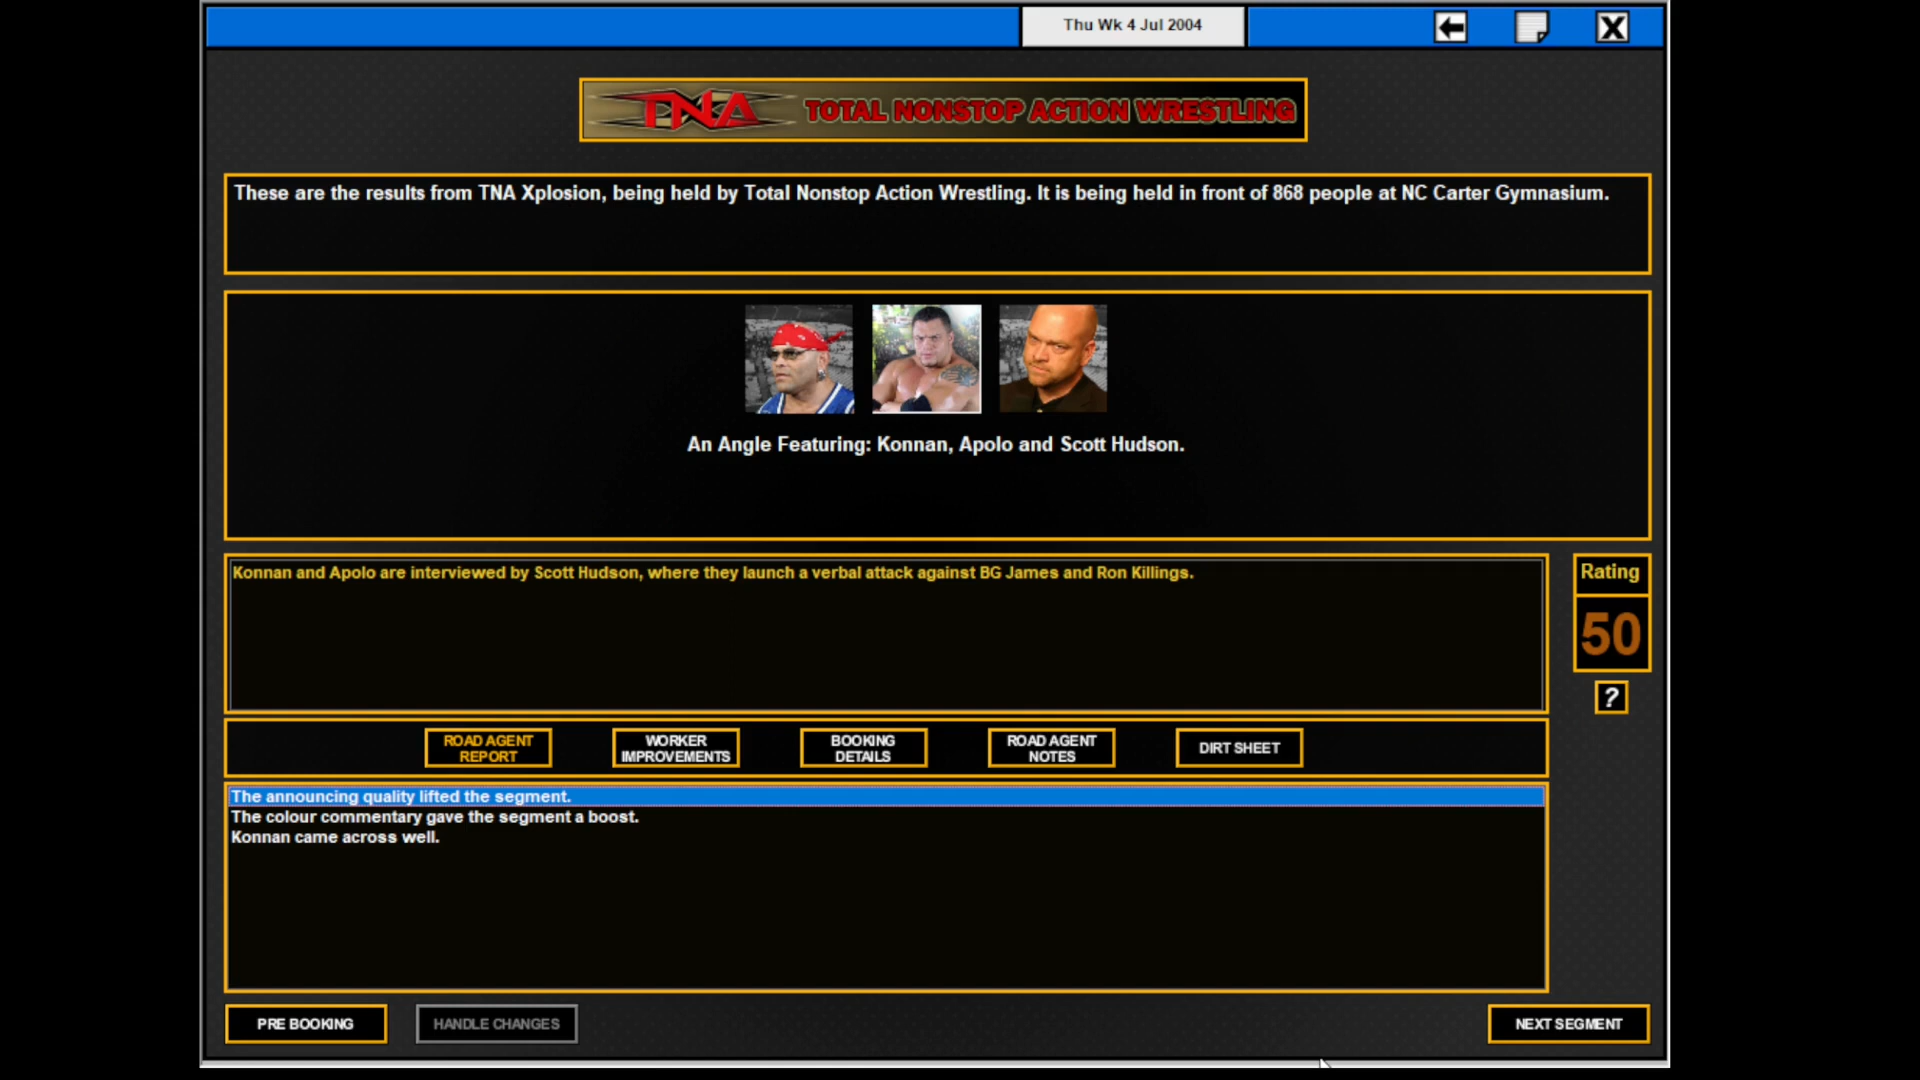 Thu Wk 4 Jul 2004
TNA TOTAL NONSTOP ACTION WRESTLING
These are the results from TNA Xplosion, being held by Total Nonstop Action Wrestling. It is being held in front of 868 people at NC Carter Gymnasium.
An Angle Featuring: Konnan, Apolo and Scott Hudson.
Konnan and Apolo are interviewed by Scott Hudson, where they launch a verbal attack against BG James and Ron Killings.
Rating
50
?
ROAD AGENT REPORT
WORKER IMPROVEMENTS
BOOKING DETAILS
ROAD AGENT NOTES
DIRT SHEET
The announcing quality lifted the segment.
The colour commentary gave the segment a boost.
Konnan came across well.
PRE BOOKING
HANDLE CHANGES
NEXT SEGMENT